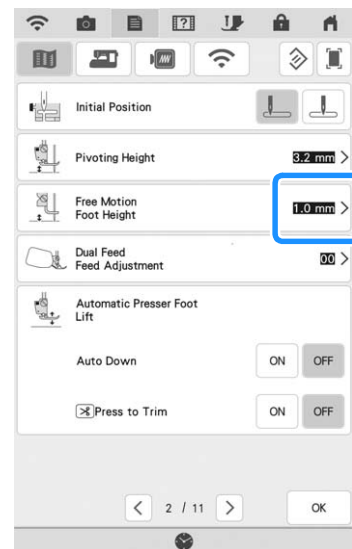 Initial Position
Pivoting Height
3.2 mm >
Free Motion
Foot Height
1.0 mm >
Dual Feed
Feed Adjustment
00 >
Automatic Presser Foot
Lift
Auto Down
ON OFF
Press to Trim
ON OFF
< 2 / 11 >
OK